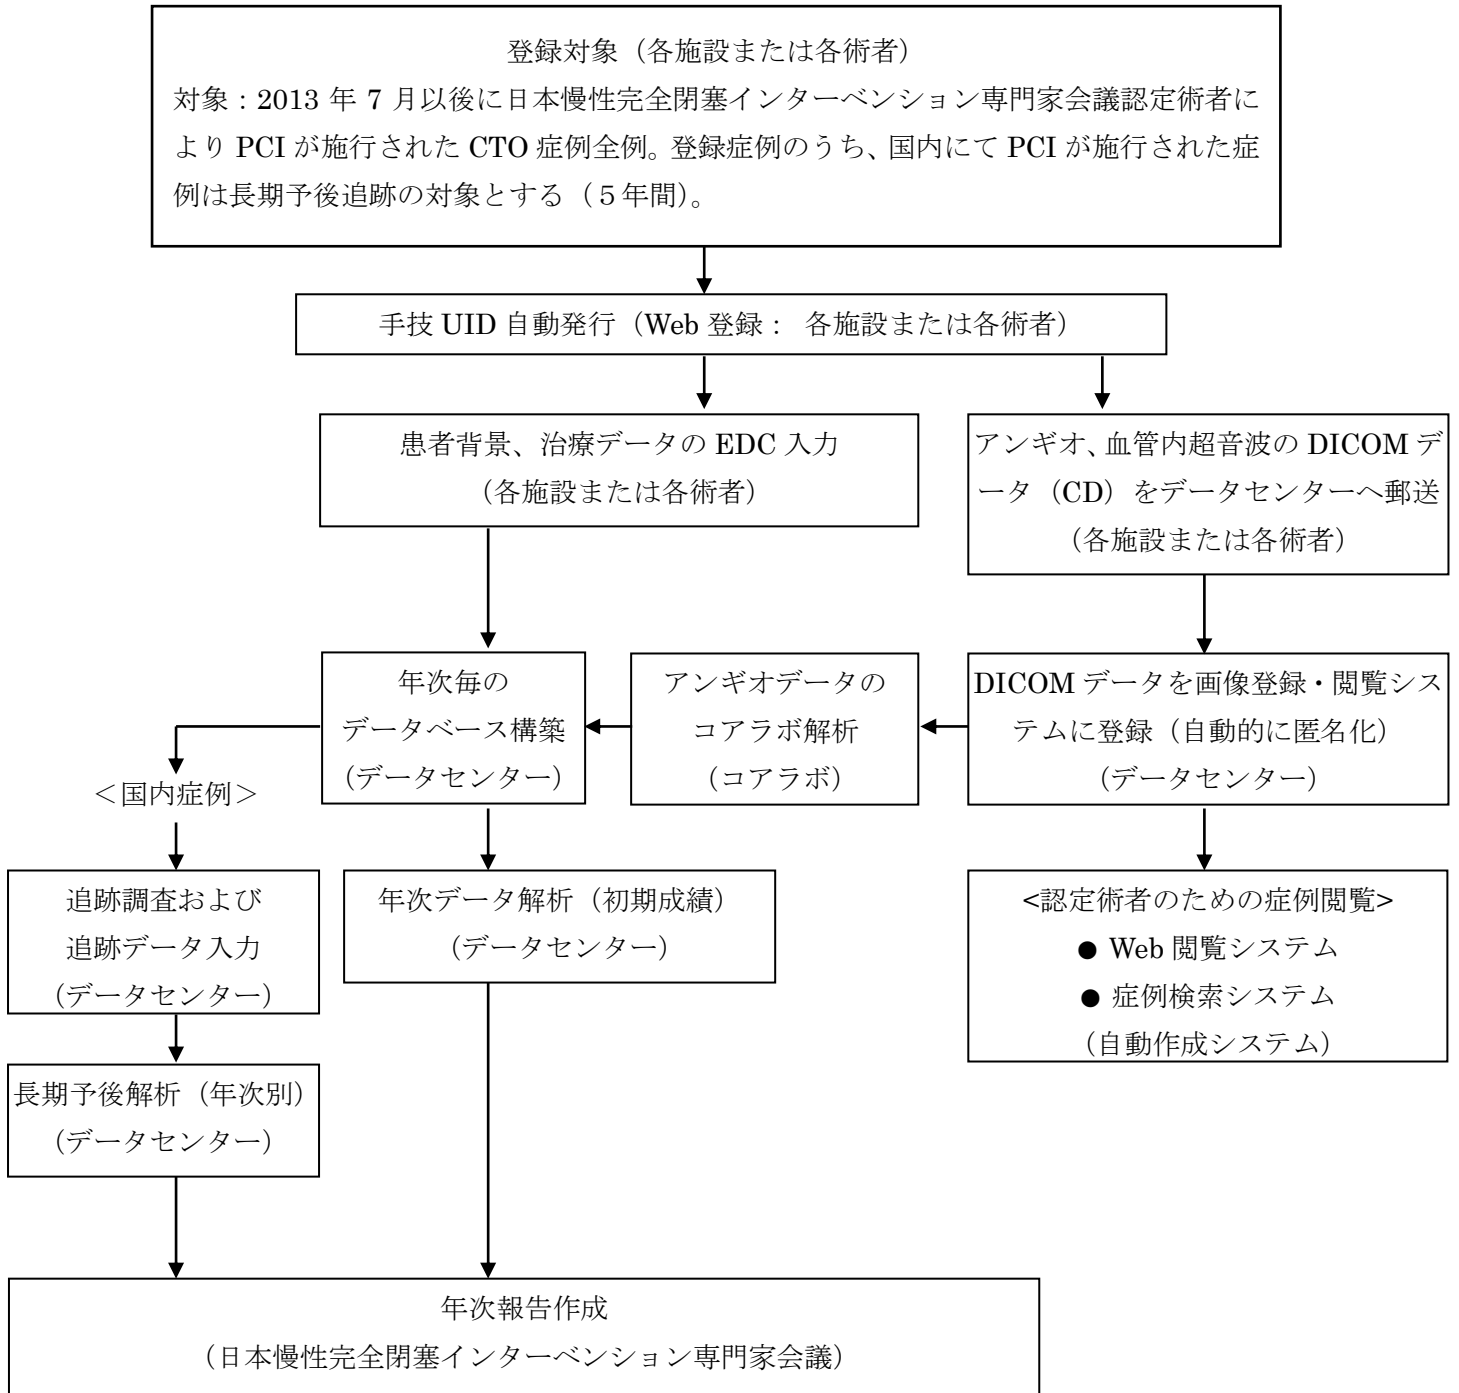 登録対象（各施設または各術者）
対象：2013 年 7 月以後に日本慢性完全閉塞インターベンション専門家会議認定術者に
より PCI が施行された CTO 症例全例。登録症例のうち、国内にて PCI が施行された症
例は長期予後追跡の対象とする（５年間）。
手技 UID 自動発行（Web 登録： 各施設または各術者）
患者背景、治療データの EDC 入力
（各施設または各術者）
アンギオ、血管内超音波の DICOM デ
ータ（CD）をデータセンターへ郵送
（各施設または各術者）
年次毎の
データベース構築
（データセンター）
アンギオデータの
コアラボ解析
（コアラボ）
DICOM データを画像登録・閲覧シス
テムに登録（自動的に匿名化）
（データセンター）
＜国内症例＞
追跡調査および
追跡データ入力
（データセンター）
年次データ解析（初期成績）
（データセンター）
<認定術者のための症例閲覧>
● Web 閲覧システム
● 症例検索システム
（自動作成システム）
長期予後解析（年次別）
（データセンター）
年次報告作成
（日本慢性完全閉塞インターベンション専門家会議）